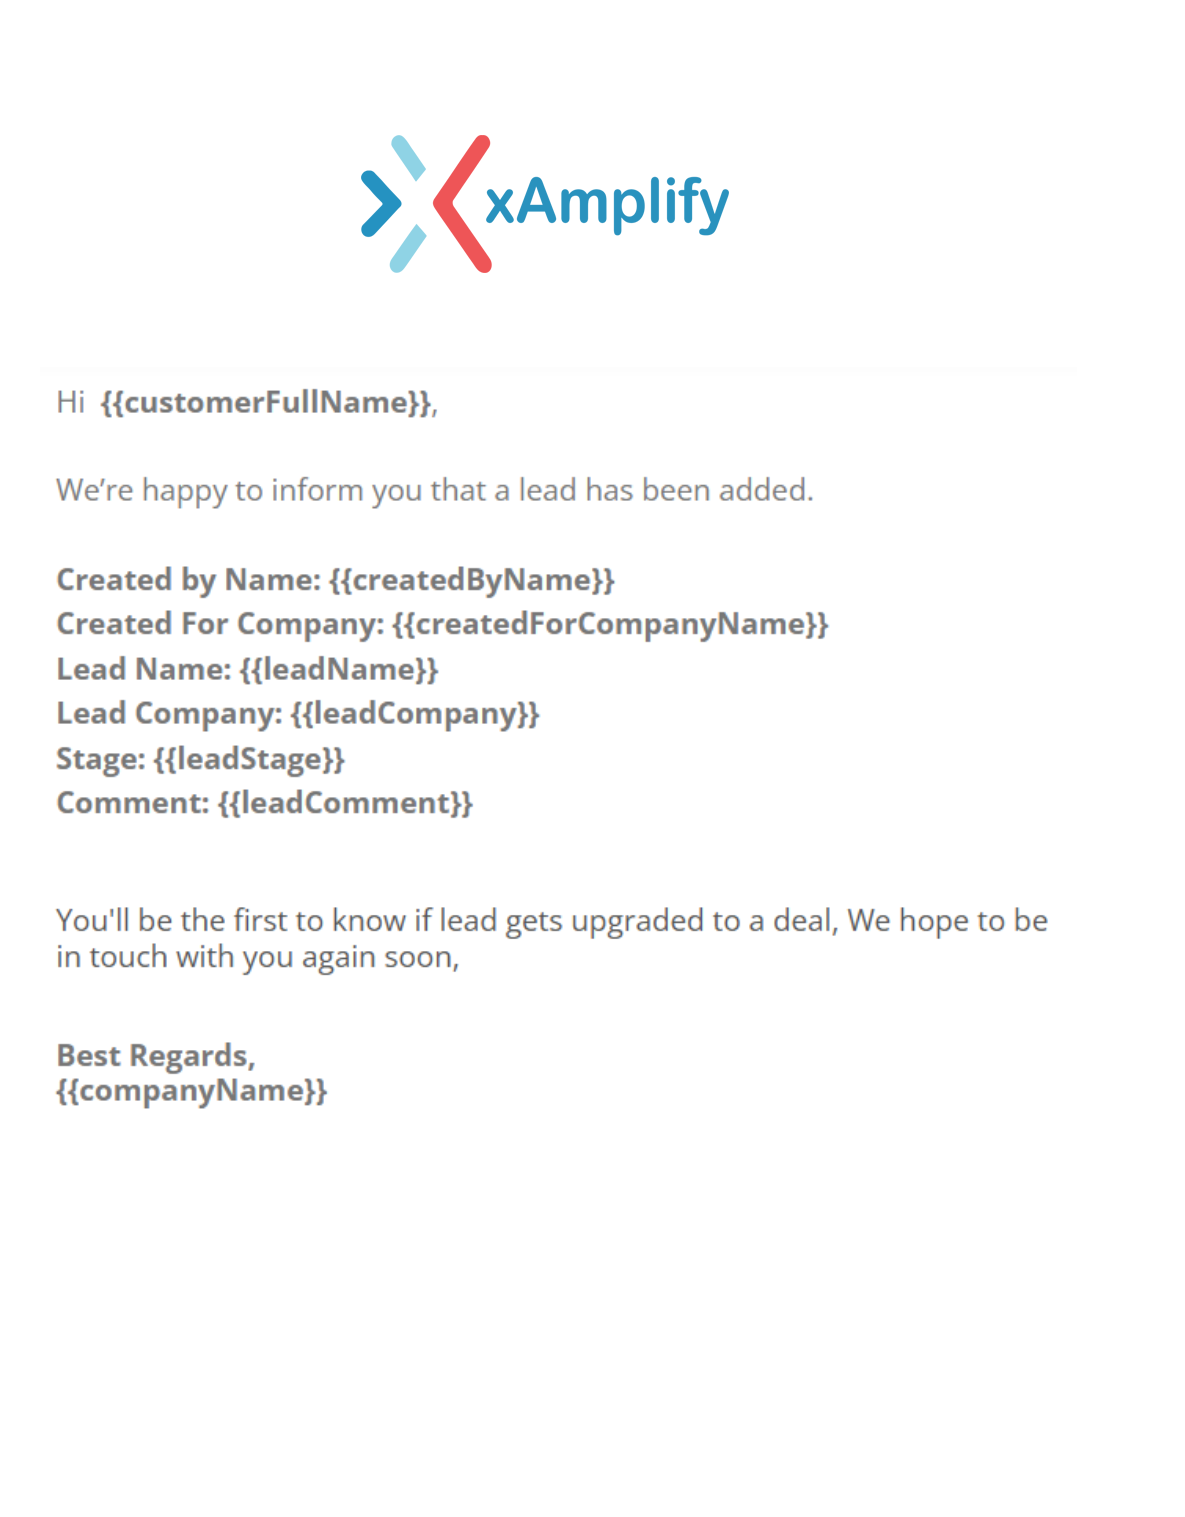 xAmplify
Hi {{customerFullName}},
We’re happy to inform you that a lead has been added.
Created by Name: {{createdByName}}
Created For Company: {{createdForCompanyName}}
Lead Name: {{leadName}}
Lead Company: {{leadCompany}}
Stage: {{leadStage}}
Comment: {{leadComment}}
You'll be the first to know if lead gets upgraded to a deal, We hope to be
in touch with you again soon,
Best Regards,
{{companyName}}